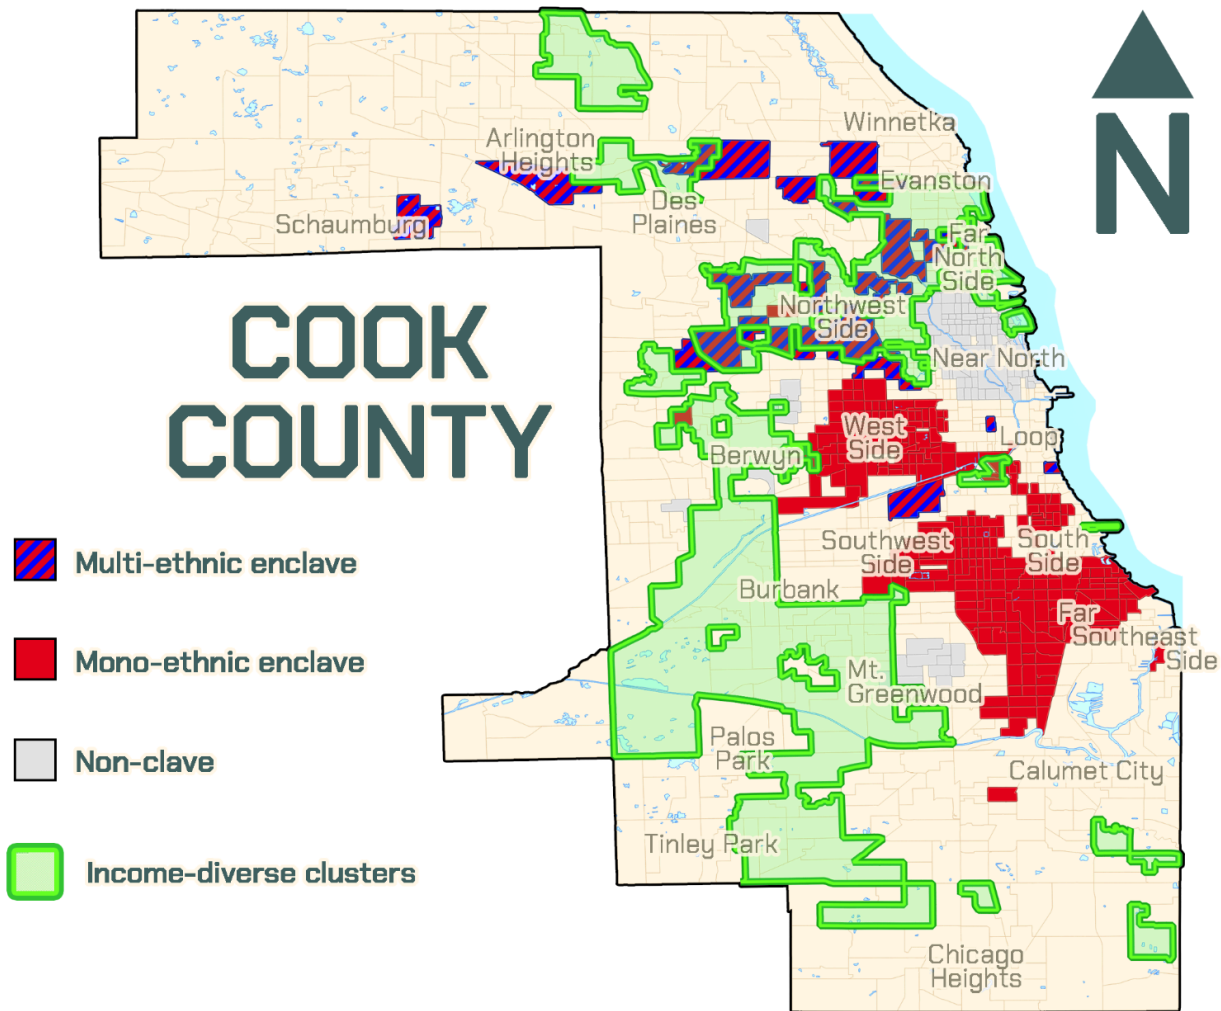 N
Winnetka
Arlington
Heights
Evanston
Des
Plaines
Schaumburg
Far
North
Side
COOK
COUNTY
Northwest
Side
Near North
West
Side
Loop
Berwyn
Southwest
Side
South
Side
Burbank
Far
Southeast
Side
Mt.
Greenwood
Palos
Park
Calumet City
Tinley Park
Chicago
Heights
Multi-ethnic enclave
Mono-ethnic enclave
Non-clave
Income-diverse clusters